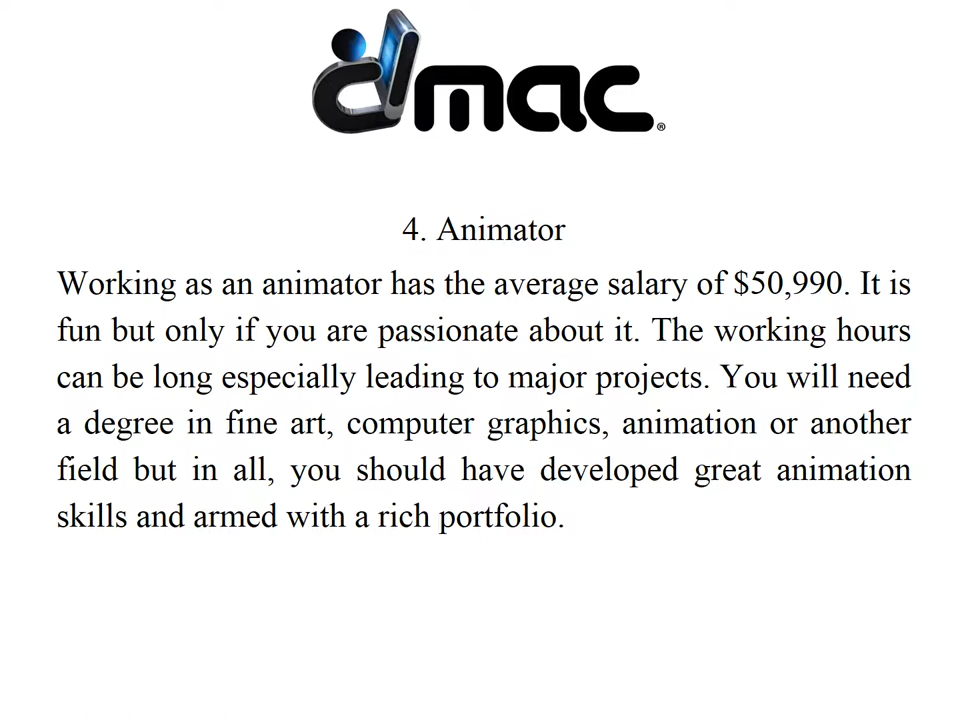 dmac®
4. Animator
Working as an animator has the average salary of $50,990. It is
fun but only if you are passionate about it. The working hours
can be long especially leading to major projects. You will need
a degree in fine art, computer graphics, animation or another
field but in all, you should have developed great animation
skills and armed with a rich portfolio.